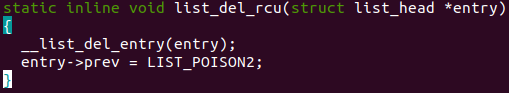 static inline void list_del_rcu(struct list_head *entry)
{
  __list_del_entry(entry);
  entry->prev = LIST_POISON2;
}